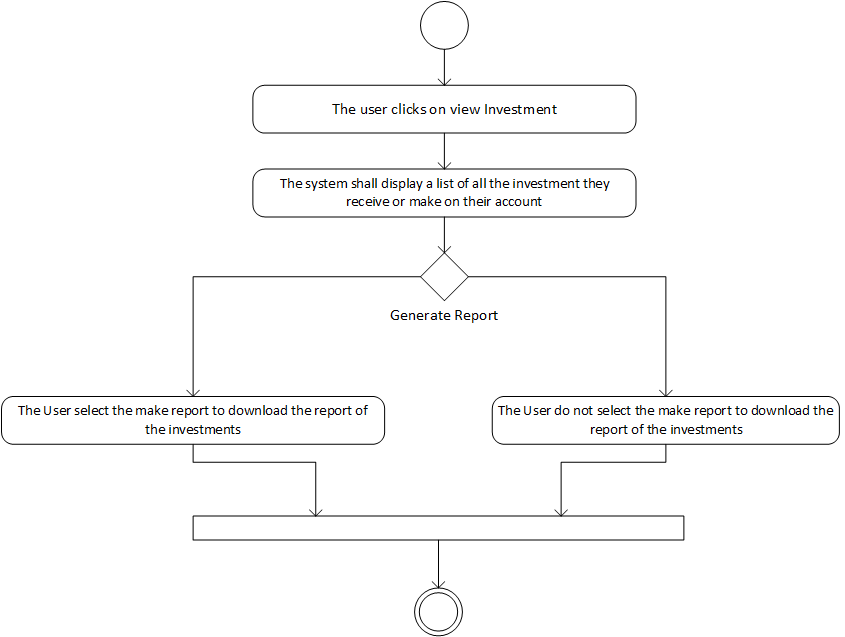 The user clicks on view Investment
The system shall display a list of all the investment they
receive or make on their account
Generate Report
The User select the make report to download the report of
the investments
The User do not select the make report to download the
report of the investments